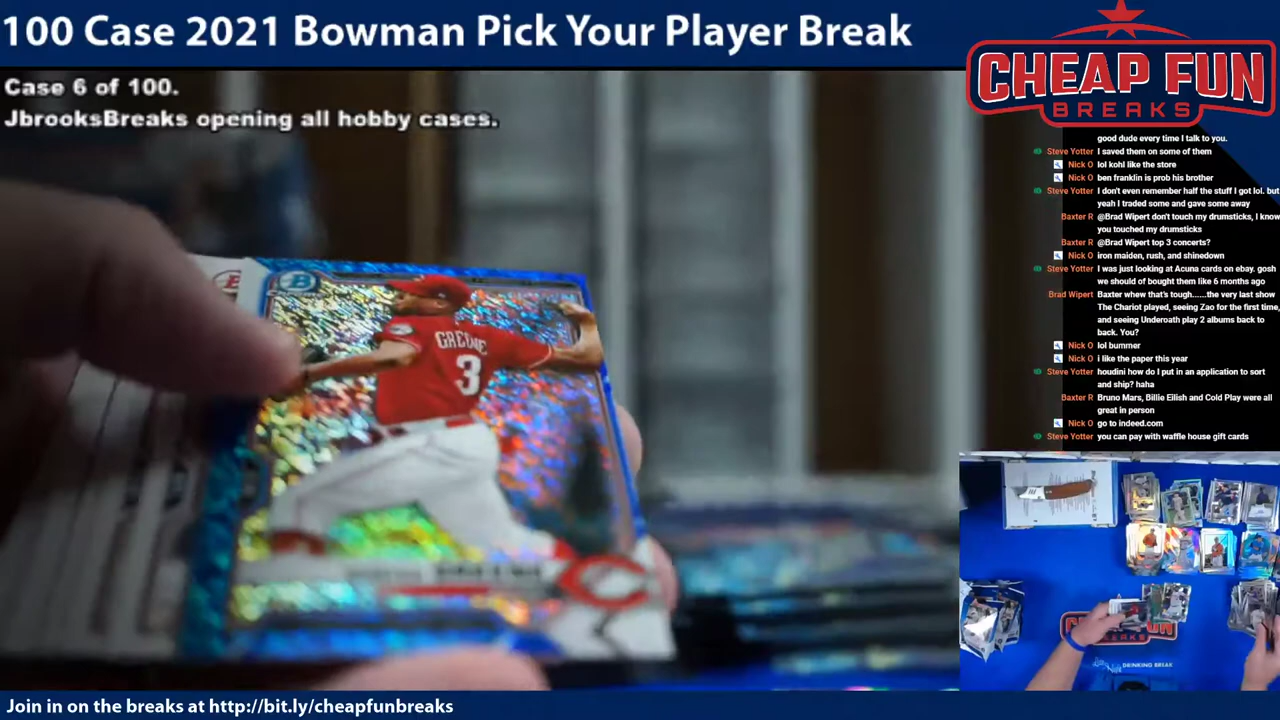 100 Case 2021 Bowman Pick Your Player Break
Case 6 of 100.
JbrooksBreaks opening all hobby cases.
CHEAP FUN
BREAKS
good dude every time I talk to you.
Steve Yotter I saved them on some of them
Nick O lol kohl like the store
Nick O ben franklin is prob his brother
Steve Yotter I don't even remember half the stuff I got lol. but
yeah I traded some and gave some away
Baxter R @Brad Wipert don't touch my drumsticks, I know
you touched my drumsticks
Baxter R @Brad Wipert top 3 concerts?
Nick O iron maiden, rush, and shinedown
Steve Yotter I was just looking at Acuna cards on ebay. gosh
we should of bought them like 6 months ago
Brad Wipert Baxter whew that's tough......the very last show
The Chariot played, seeing Zao for the first time,
and seeing Underoath play 2 albums back to
back. You?
Nick O lol bummer
Nick O i like the paper this year
Steve Yotter houdini how do I put in an application to sort
and ship? haha
Baxter R Bruno Mars, Billie Eilish and Cold Play were all
great in person
Nick O go to indeed.com
Steve Yotter you can pay with waffle house gift cards
GREENE
3
CHEAP FUN
BREAKS
DRINKING BREAK
Join in on the breaks at http://bit.ly/cheapfunbreaks